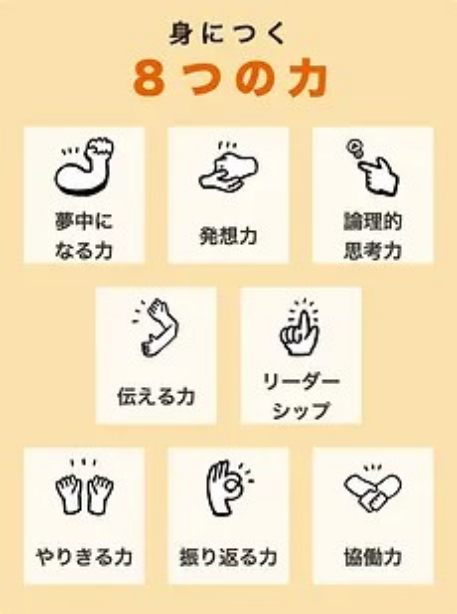 身につく
8つの力
夢中に
なる力
発想力
論理的
思考力
伝える力
リーダー
シップ
やりきる力
振り返る力
協働力